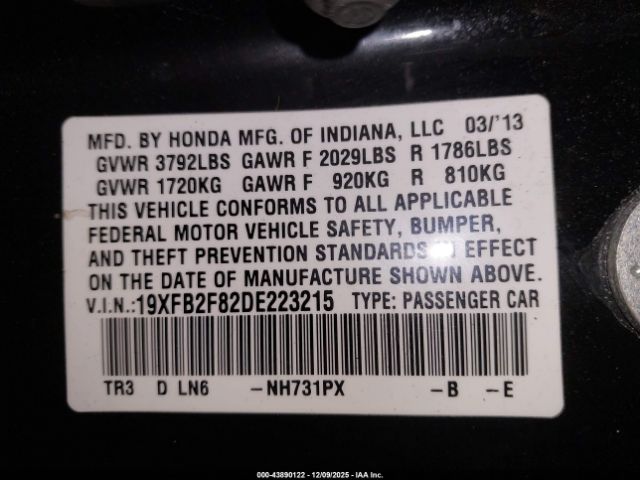 MFD. BY HONDA MFG. OF INDIANA, LLC 03/'13
GVWR 3792LBS GAWR F 2029LBS R 1786LBS
GVWR 1720KG GAWR F 920KG R 810KG
THIS VEHICLE CONFORMS TO ALL APPLICABLE
FEDERAL MOTOR VEHICLE SAFETY, BUMPER,
AND THEFT PREVENTION STANDARDS IN EFFECT
ON THE DATE OF MANUFACTURE SHOWN ABOVE.
V.I.N.:19XFB2F82DE223215 TYPE: PASSENGER CAR
TR3 D LN6 -NH731PX -B -E
000-43890122 - 12/09/2025 - IAA Inc.